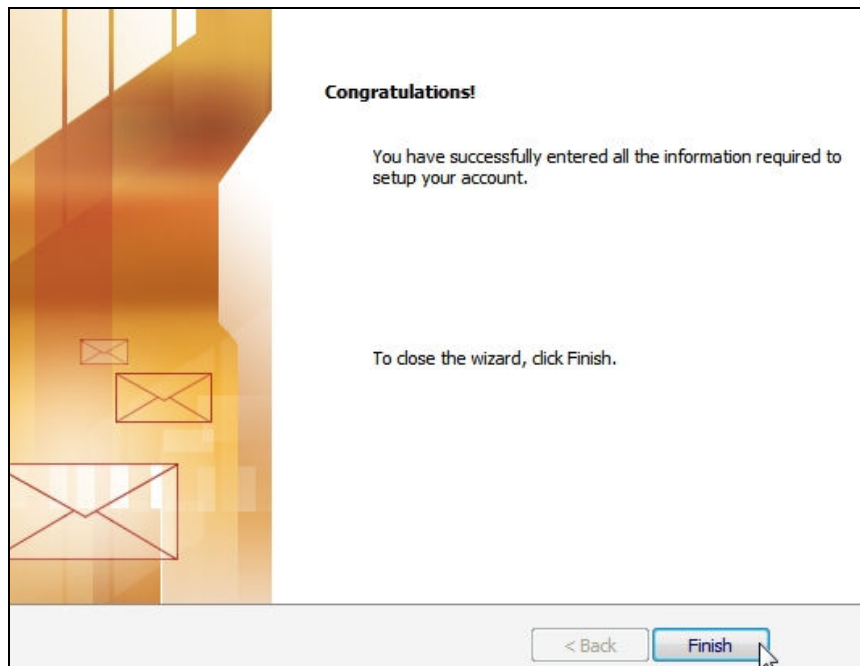 Congratulations!
You have successfully entered all the information required to
setup your account.
To close the wizard, click Finish.
< Back
Finish